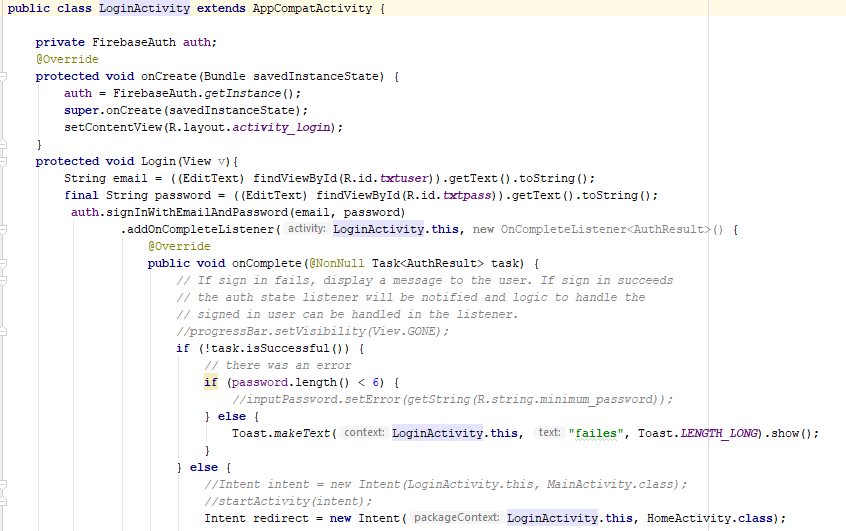 public class LoginActivity extends AppCompatActivity {
private FirebaseAuth auth;
@Override
protected void onCreate(Bundle savedInstanceState) {
auth = FirebaseAuth.getInstance();
super.onCreate(savedInstanceState);
setContentView(R.layout.activity_login);
}
protected void Login(View v){
String email = ((EditText) findViewById(R.id.txtuser)).getText().toString();
final String password = ((EditText) findViewById(R.id.txtpass)).getText().toString();
auth.signInWithEmailAndPassword(email, password)
.addOnCompleteListener( activity: LoginActivity.this, new OnCompleteListener<AuthResult>() {
@Override
public void onComplete(@NonNull Task<AuthResult> task) {
// If sign in fails, display a message to the user. If sign in succeeds
// the auth state listener will be notified and logic to handle the
// signed in user can be handled in the listener.
//progressBar.setVisibility(View.GONE);
if (!task.isSuccessful()) {
// there was an error
if (password.length() < 6) {
//inputPassword.setError(getString(R.string.minimum_password));
} else {
Toast.makeText( context: LoginActivity.this, text: "failes", Toast.LENGTH_LONG).show();
}
} else {
//Intent intent = new Intent(LoginActivity.this, MainActivity.class);
//startActivity(intent);
Intent redirect = new Intent( packageContext: LoginActivity.this, HomeActivity.class);